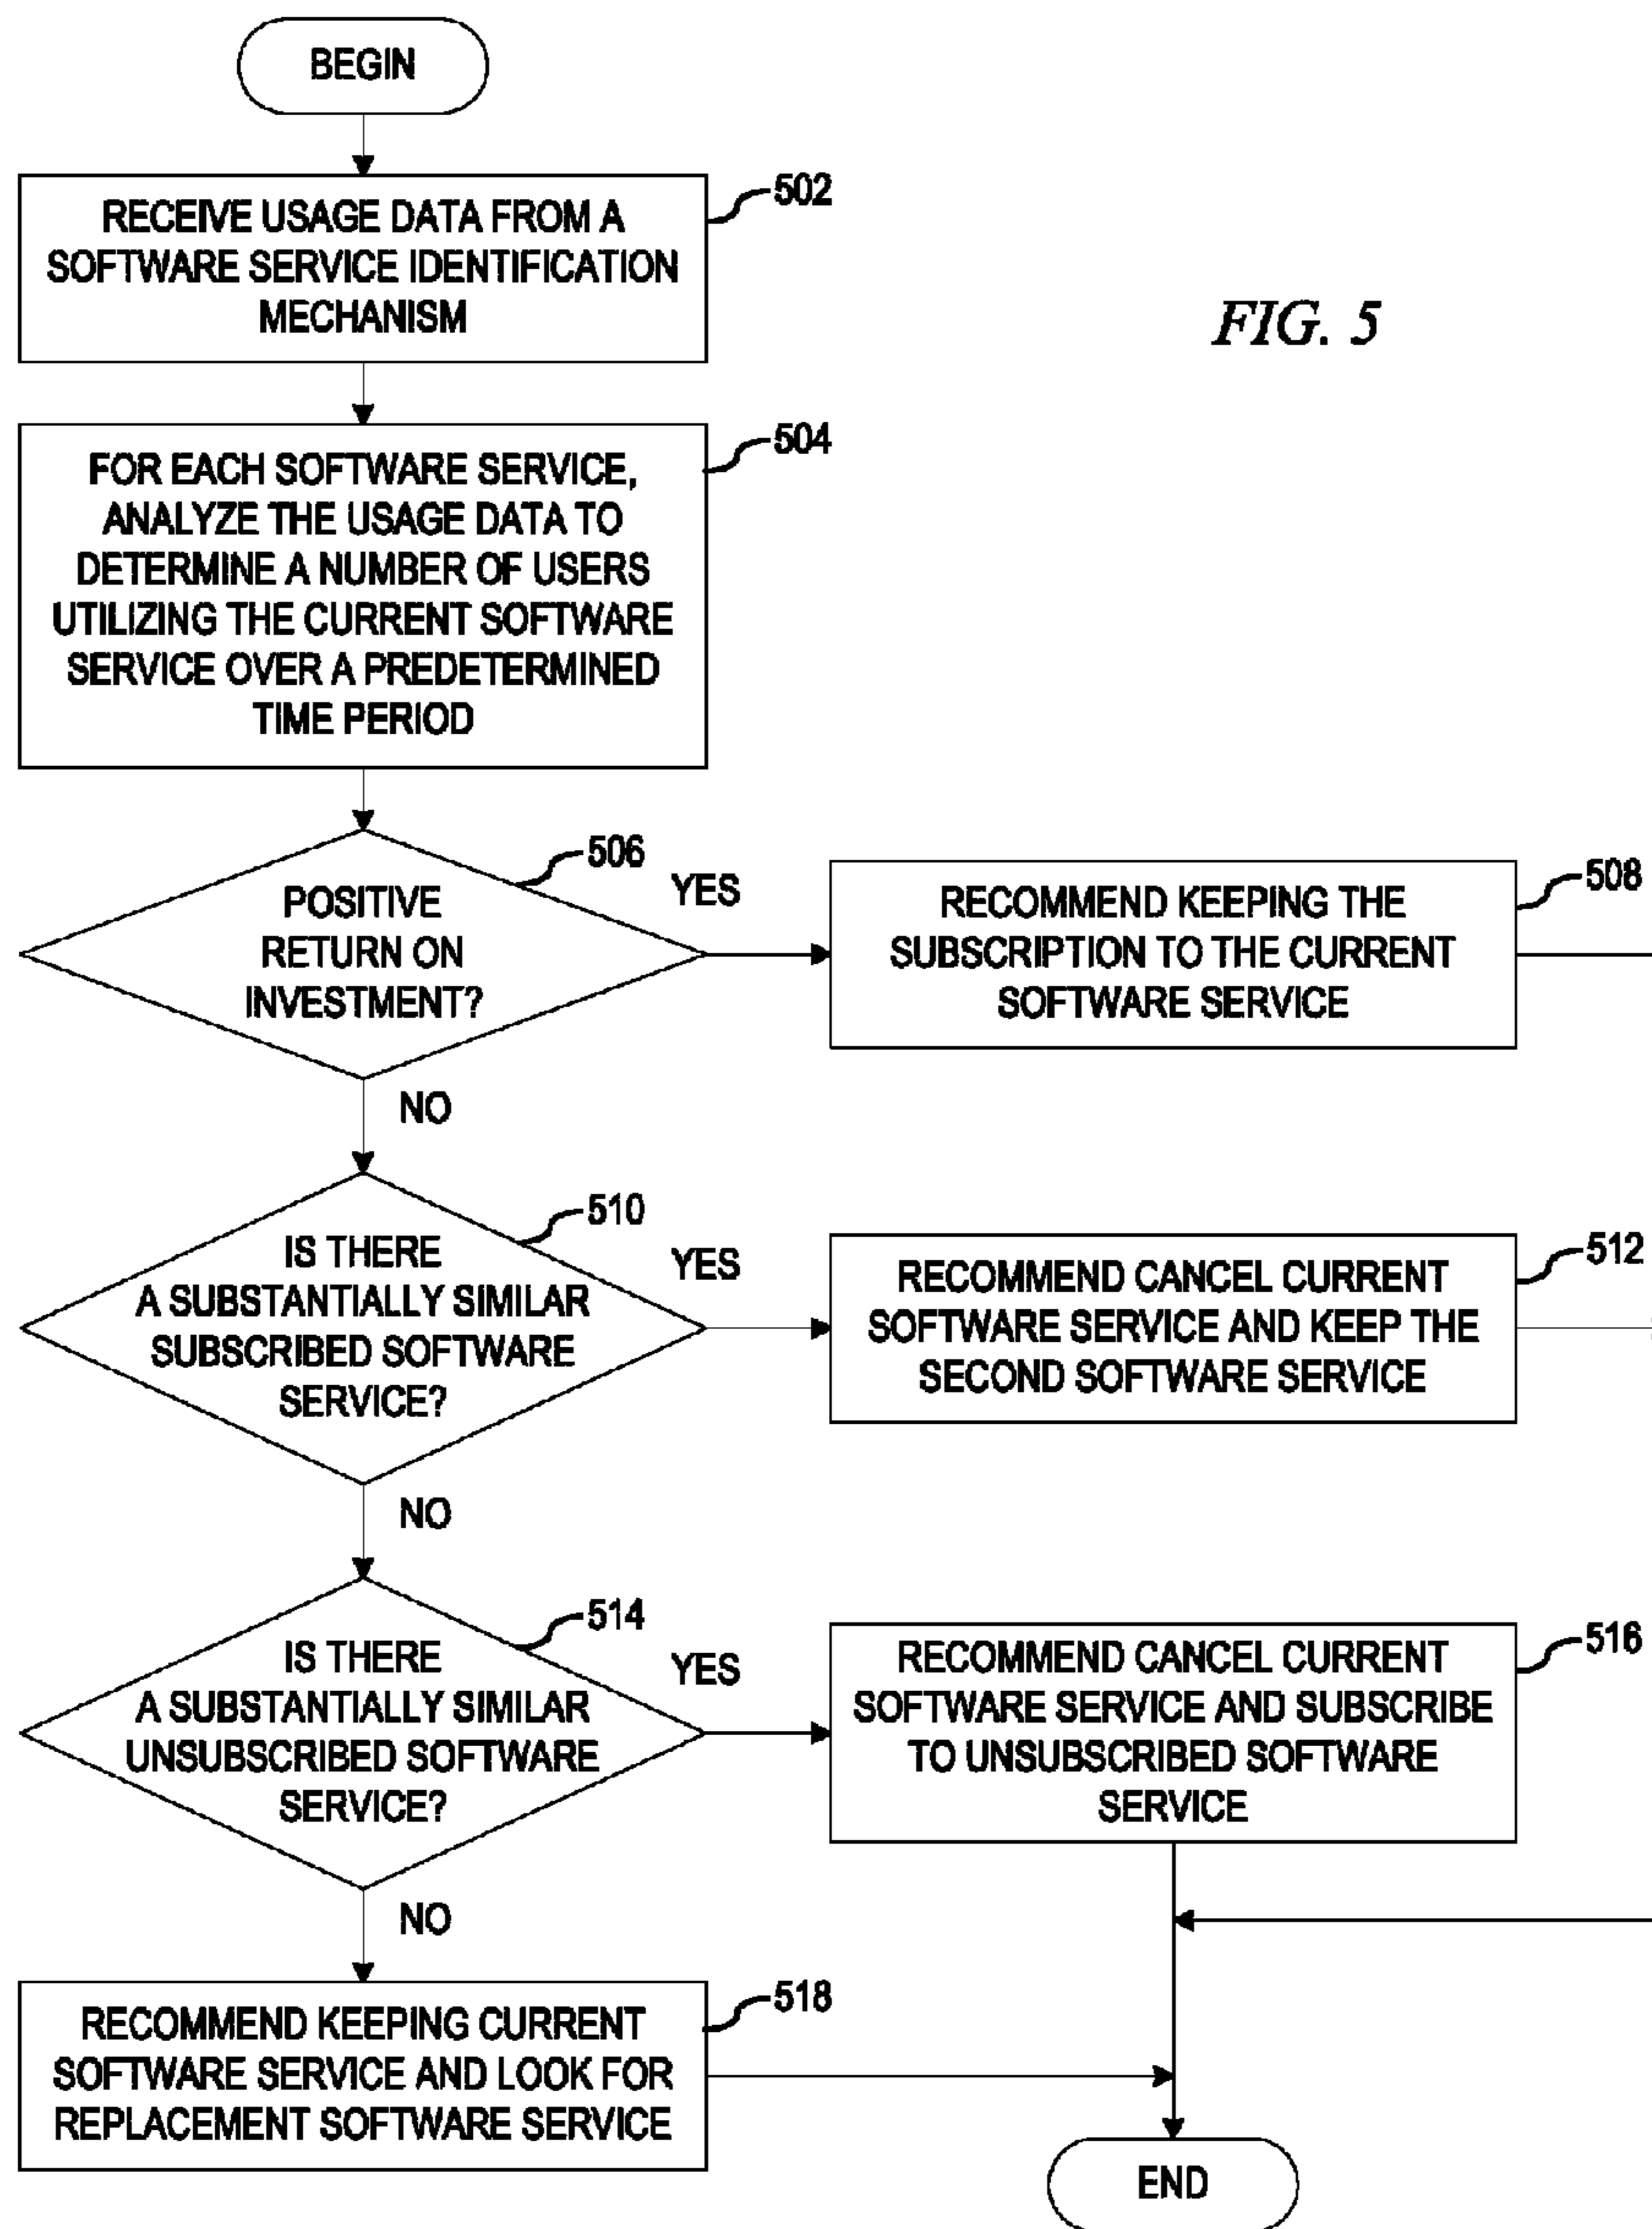 BEGIN
RECEIVE USAGE DATA FROM A
SOFTWARE SERVICE IDENTIFICATION
MECHANISM
502
FIG. 5
FOR EACH SOFTWARE SERVICE,
ANALYZE THE USAGE DATA TO
DETERMINE A NUMBER OF USERS
UTILIZING THE CURRENT SOFTWARE
SERVICE OVER A PREDETERMINED
TIME PERIOD
504
POSITIVE
RETURN ON
INVESTMENT?
506
YES
RECOMMEND KEEPING THE
SUBSCRIPTION TO THE CURRENT
SOFTWARE SERVICE
508
NO
IS THERE
A SUBSTANTIALLY SIMILAR
SUBSCRIBED SOFTWARE
SERVICE?
510
YES
RECOMMEND CANCEL CURRENT
SOFTWARE SERVICE AND KEEP THE
SECOND SOFTWARE SERVICE
512
NO
IS THERE
A SUBSTANTIALLY SIMILAR
UNSUBSCRIBED SOFTWARE
SERVICE?
514
YES
RECOMMEND CANCEL CURRENT
SOFTWARE SERVICE AND SUBSCRIBE
TO UNSUBSCRIBED SOFTWARE
SERVICE
516
NO
RECOMMEND KEEPING CURRENT
SOFTWARE SERVICE AND LOOK FOR
REPLACEMENT SOFTWARE SERVICE
518
END